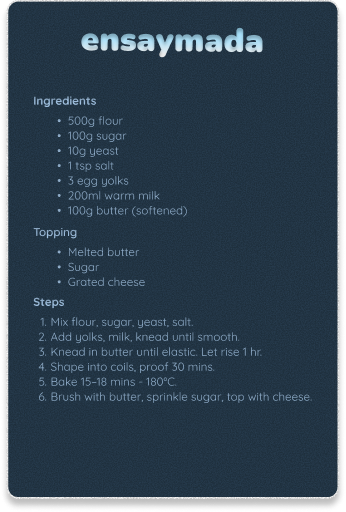 ensaymada
Ingredients
• 500g flour
• 100g sugar
• 10g yeast
• 1 tsp salt
• 3 egg yolks
• 200ml warm milk
• 100g butter (softened)
Topping
• Melted butter
• Sugar
• Grated cheese
Steps
1. Mix flour, sugar, yeast, salt.
2. Add yolks, milk, knead until smooth.
3. Knead in butter until elastic. Let rise 1 hr.
4. Shape into coils, proof 30 mins.
5. Bake 15–18 mins - 180°C.
6. Brush with butter, sprinkle sugar, top with cheese.